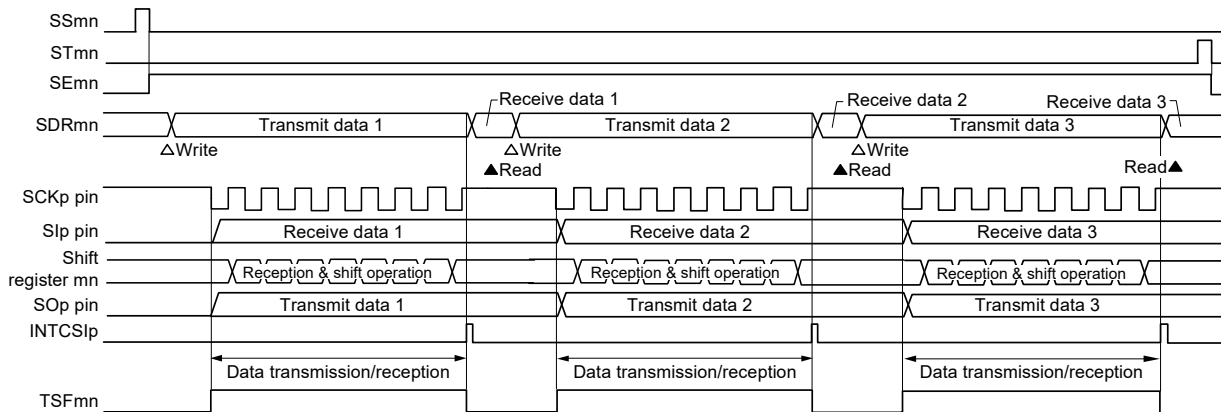 SSmn
STmn
SEmn
Receive data 1
Receive data 2
Receive data 3
SDRmn
Transmit data 1
Transmit data 2
Transmit data 3
△Write
△Write
△Write
▲Read
▲Read
Read▲
SCKp pin
SIp pin
Receive data 1
Receive data 2
Receive data 3
Shift
register mn
Reception & shift operation
Reception & shift operation
Reception & shift operation
SOp pin
Transmit data 1
Transmit data 2
Transmit data 3
INTCSIp
Data transmission/reception
Data transmission/reception
Data transmission/reception
TSFmn